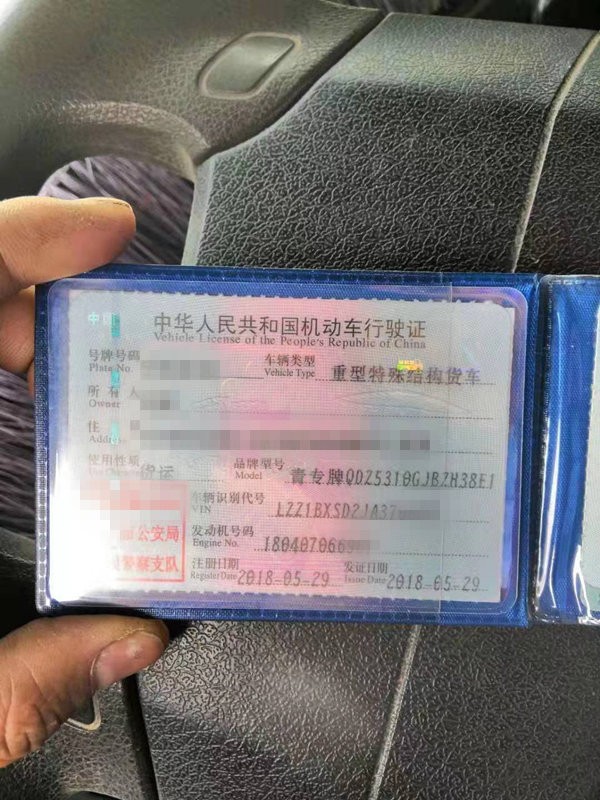 中华人民共和国机动车行驶证
Vehicle License of the People's Republic of China
号牌号码
Plate No.
车辆类型 重型特殊结构货车
Vehicle Type
所有人
Owner
住
使用性质 货运
品牌型号 青专牌QDZ5310GJBZH38E1
Model
车辆识别代号 LZZ1BXSD2JA37
VIN
发动机号码 180407066
Engine No.
公安局
警察支队
注册日期 2018-05-29
Register Date
发证日期 2018-05-29
Issue Date